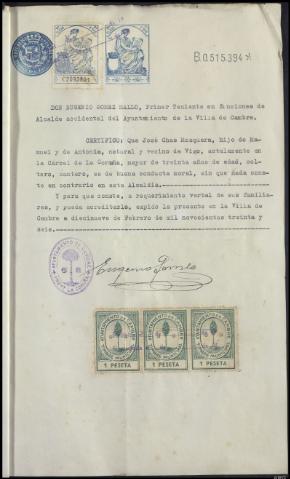 B0515394
DON EUGENIO GOMEZ MALLO, Primer Teniente en funciones de
Alcalde accidental del Ayuntamiento de la Villa de Cambre.
CERTIFICO: Que José Chas Mosquera, hijo de Ma-
nuel y de Antonia, natural y vecino de Vigo, actualmente en
la Cárcel de la Coruña, mayor de treinta años de edad, sol-
tero, cantero, es de buena conducta moral, sin que nada cons-
te en contrario en esta Alcaldía.
Y para que conste, a requerimiento verbal de sus familia-
res, y pueda acreditarlo, expido la presente en la Villa de
Cambre a diecinueve de Febrero de mil novecientos treinta y
seis.
Eugenio Gómez
1 PESETA
1 PESETA
1 PESETA